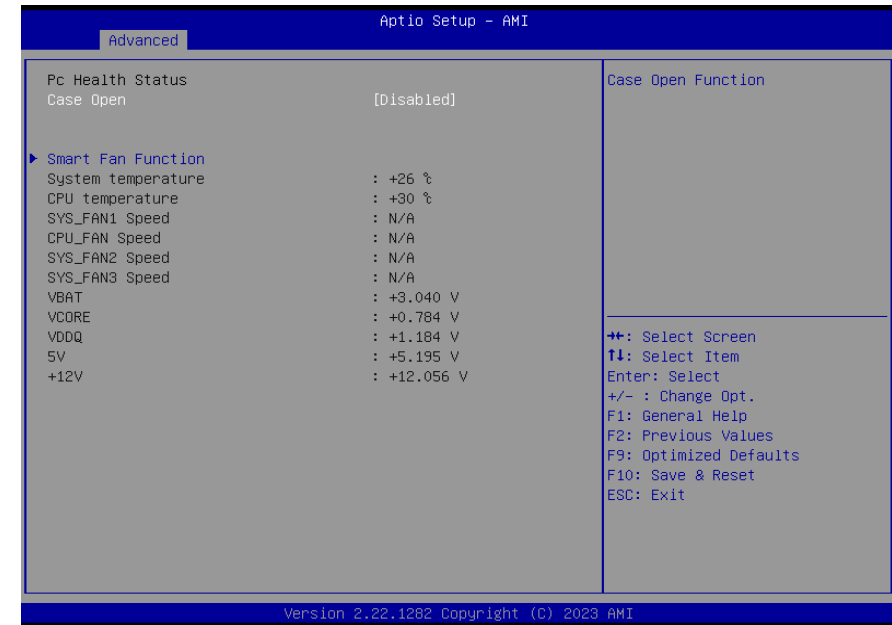 Aptio Setup – AMI
Advanced
Pc Health Status
Case Open [Disabled]
Smart Fan Function
System temperature : +26 ℃
CPU temperature : +30 ℃
SYS_FAN1 Speed : N/A
CPU_FAN Speed : N/A
SYS_FAN2 Speed : N/A
SYS_FAN3 Speed : N/A
VBAT : +3.040 V
VCORE : +0.784 V
VDDQ : +1.184 V
5V : +5.195 V
+12V : +12.056 V
Case Open Function
→←: Select Screen
↑↓: Select Item
Enter: Select
+/- : Change Opt.
F1: General Help
F2: Previous Values
F9: Optimized Defaults
F10: Save & Reset
ESC: Exit
Version 2.22.1282 Copyright (C) 2023 AMI